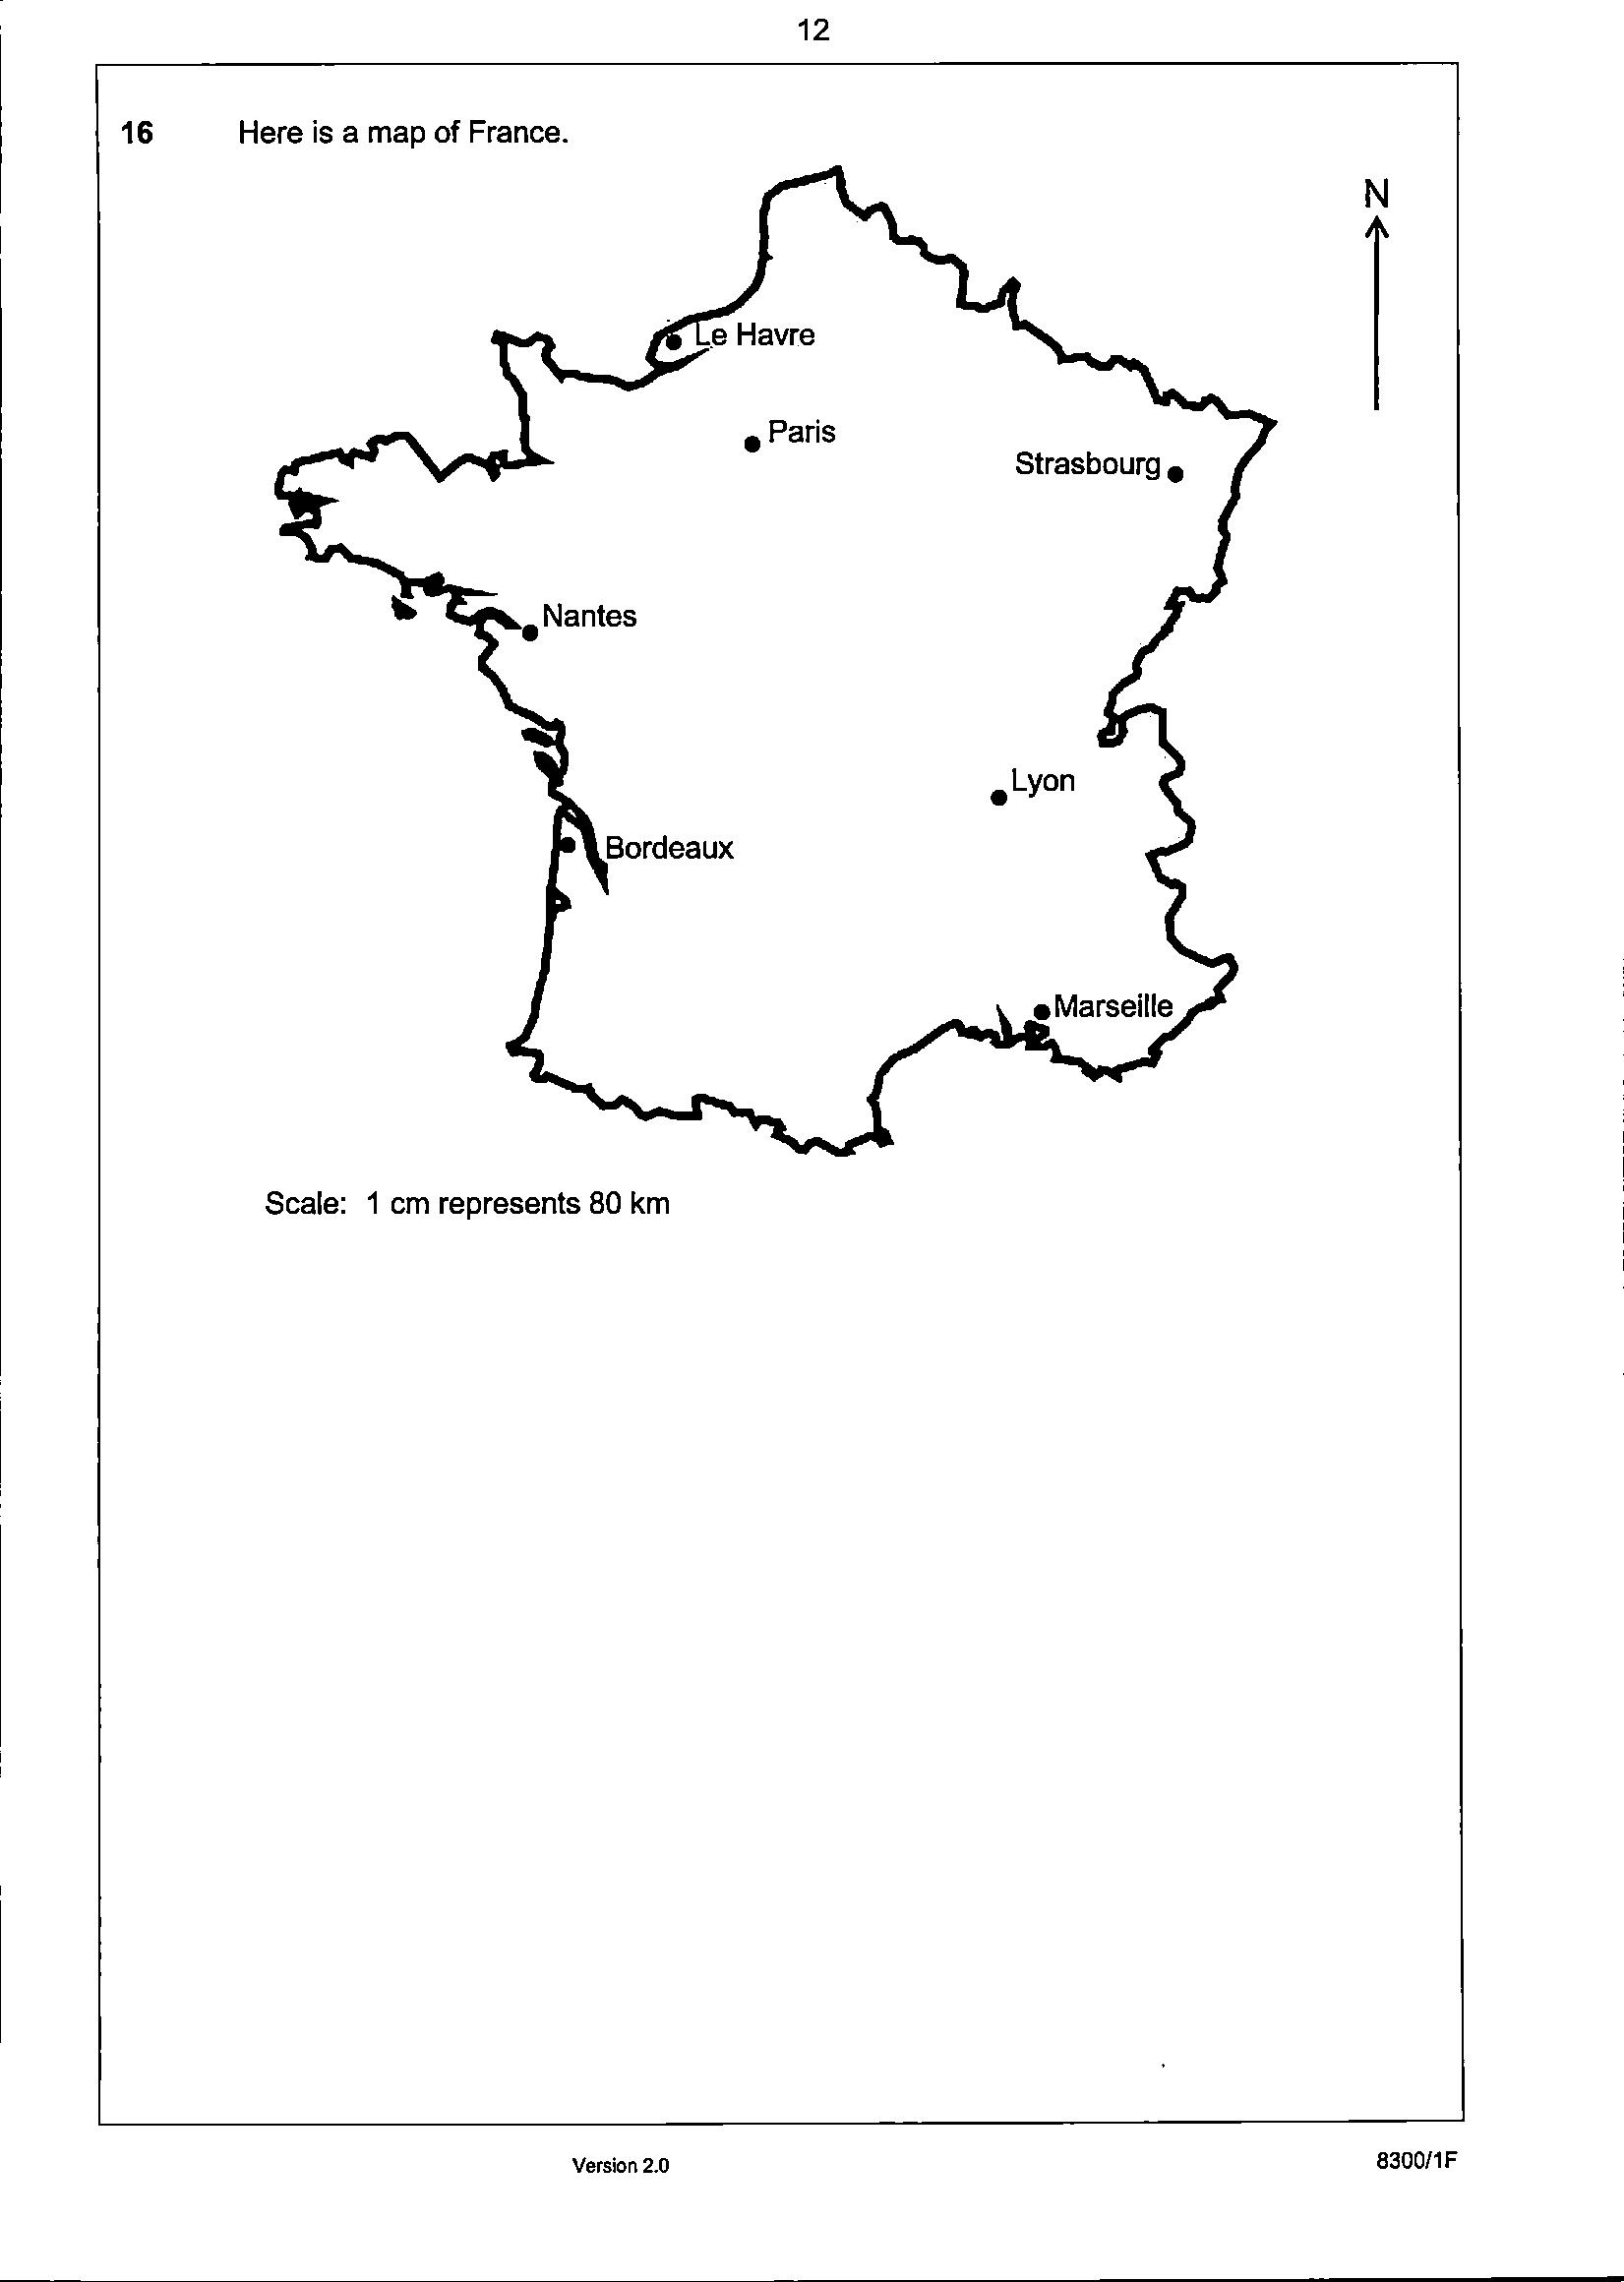 12
16 Here is a map of France.
N
Le Havre
Paris
Strasbourg
Nantes
Lyon
Bordeaux
Marseille
Scale: 1 cm represents 80 km
Version 2.0 8300/1F